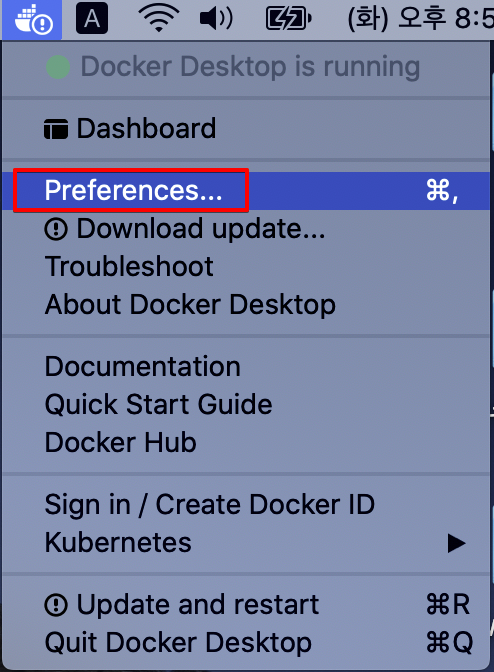 A (화) 오후 8:5
Docker Desktop is running
Dashboard
Preferences... ⌘,
Download update...
Troubleshoot
About Docker Desktop
Documentation
Quick Start Guide
Docker Hub
Sign in / Create Docker ID
Kubernetes ▶
Update and restart ⌘R
Quit Docker Desktop ⌘Q